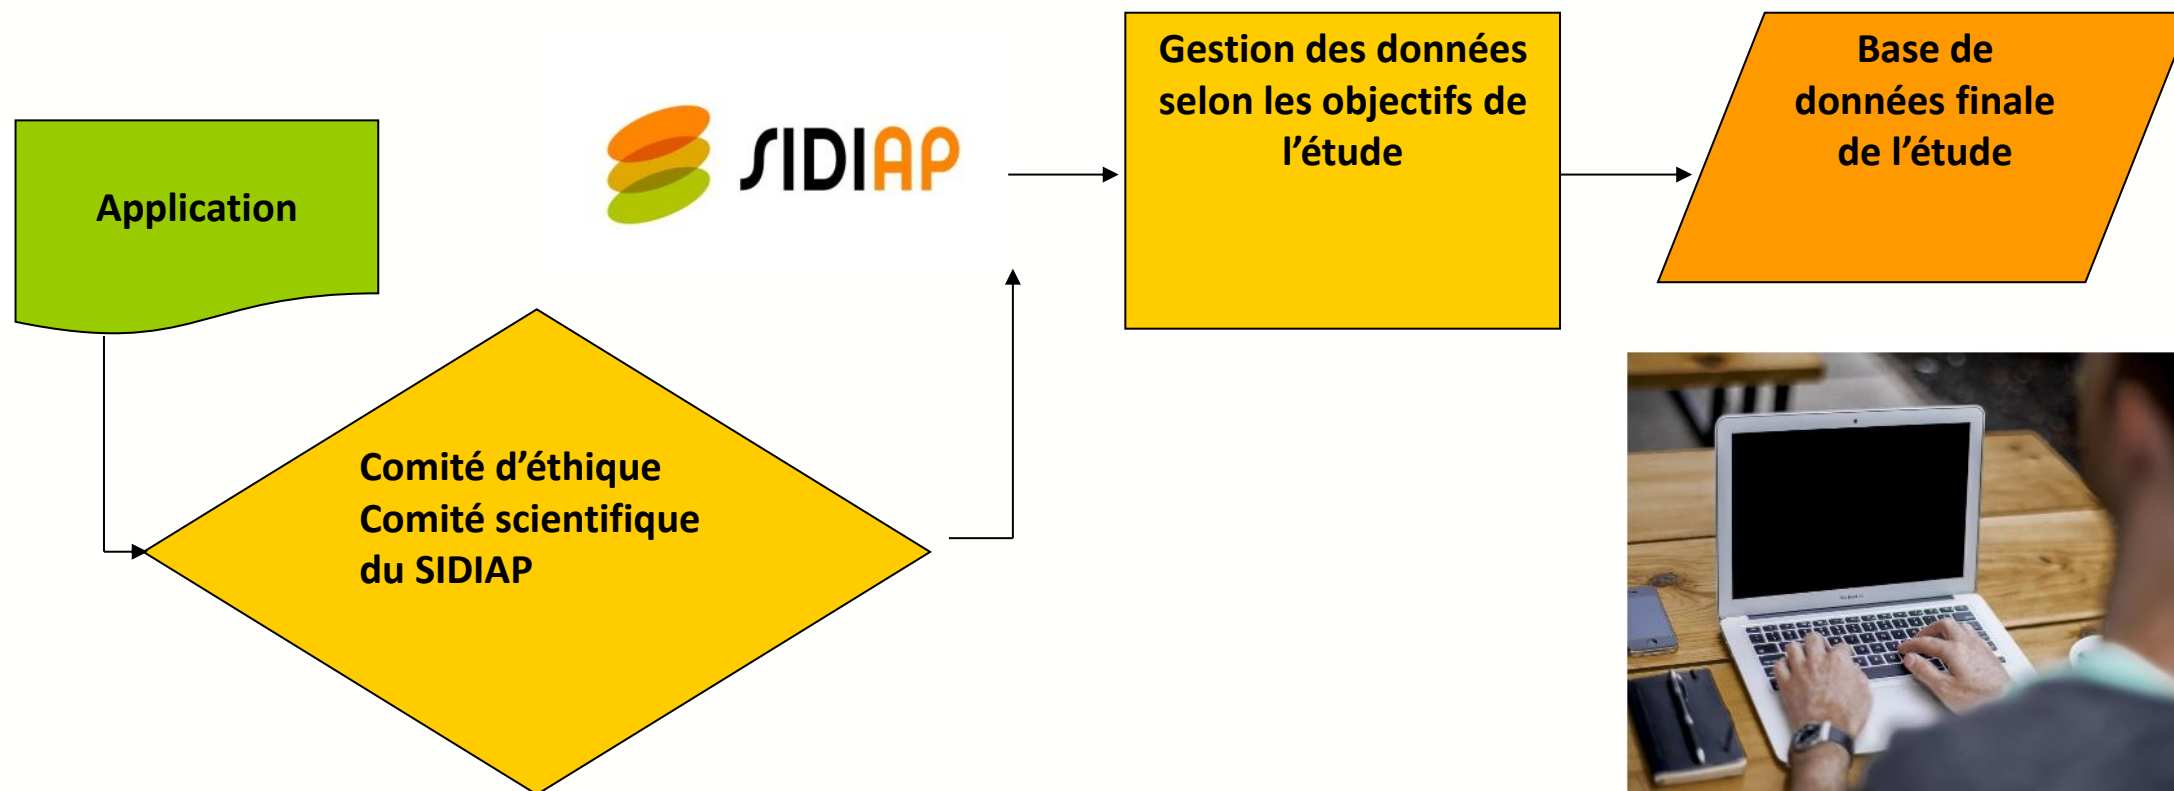 Application
SIDIAP
Gestion des données
selon les objectifs de
l’étude
Base de
données finale
de l’étude
Comité d’éthique
Comité scientifique
du SIDIAP